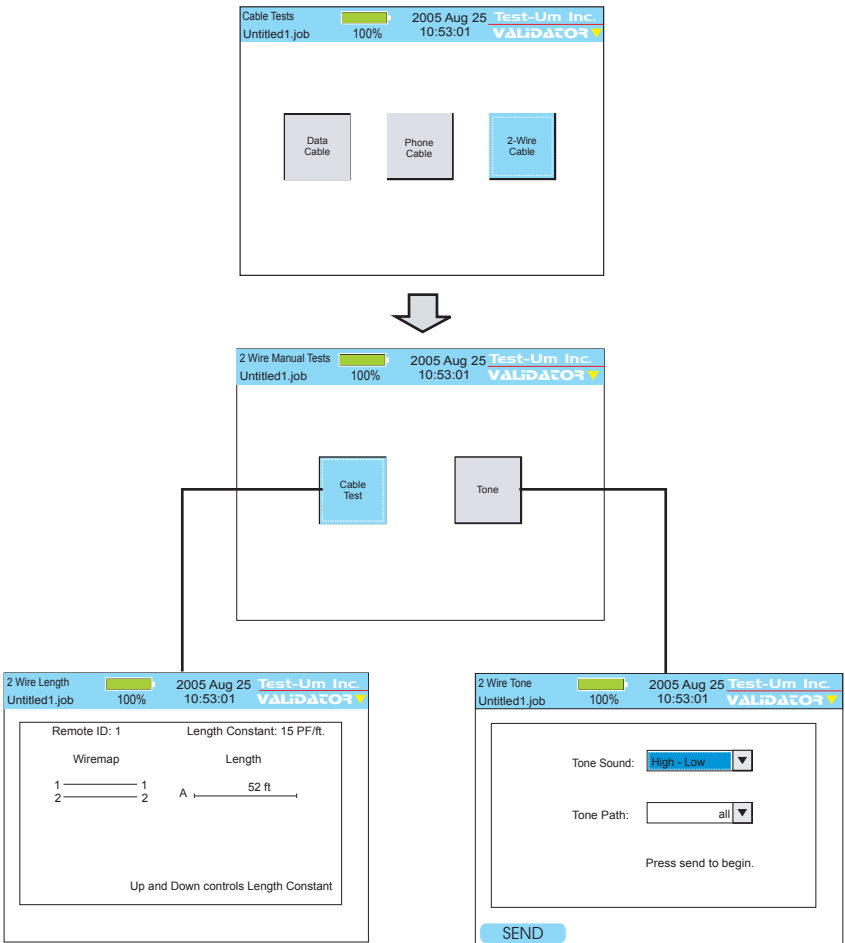 Cable Tests 2005 Aug 25 Test-Um Inc.
Untitled1.job 100% 10:53:01 VALIDATOR
Data Cable
Phone Cable
2-Wire Cable
2 Wire Manual Tests 2005 Aug 25 Test-Um Inc.
Untitled1.job 100% 10:53:01 VALIDATOR
Cable Test
Tone
2 Wire Length 2005 Aug 25 Test-Um Inc.
Untitled1.job 100% 10:53:01 VALIDATOR
Remote ID: 1 Length Constant: 15 PF/ft.
Wiremap Length
1 1
2 2
A 52 ft
Up and Down controls Length Constant
2 Wire Tone 2005 Aug 25 Test-Um Inc.
Untitled1.job 100% 10:53:01 VALIDATOR
Tone Sound: High - Low
Tone Path: all
Press send to begin.
SEND